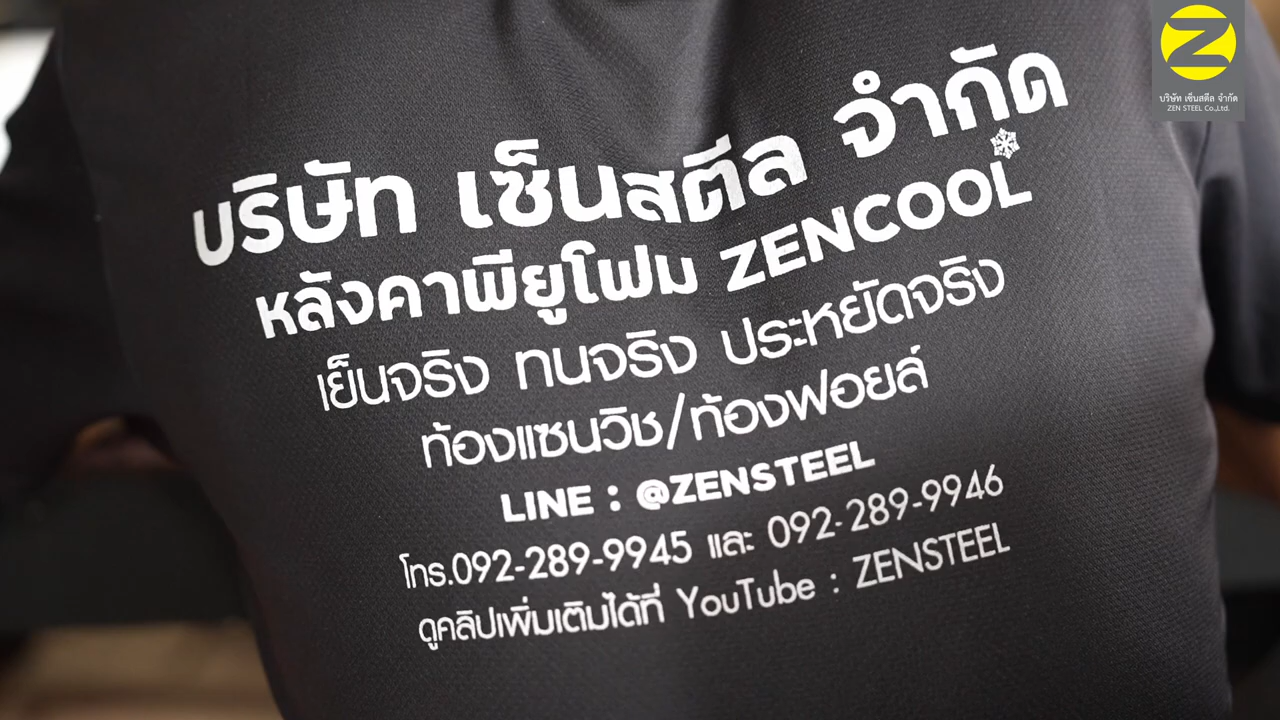 บริษัท เซ็นสตีล จำกัด
หลังคาพียูโฟม ZENCOOL
เย็นจริง ทนจริง ประหยัดจริง
ท้องแซนวิช/ท้องฟอยล์
LINE : @ZENSTEEL
โทร.092-289-9945 และ 092-289-9946
ดูคลิปเพิ่มเติมได้ที่ YouTube : ZENSTEEL
Z
บริษัท เซ็นสตีล จำกัด
ZEN STEEL Co.,Ltd.